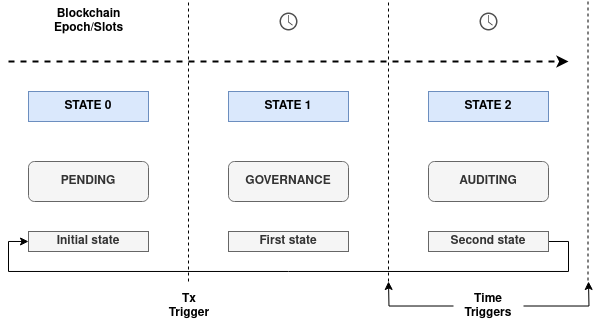 Blockchain
Epoch/Slots
STATE 0
STATE 1
STATE 2
PENDING
GOVERNANCE
AUDITING
Initial state
First state
Second state
Tx
Trigger
Time
Triggers